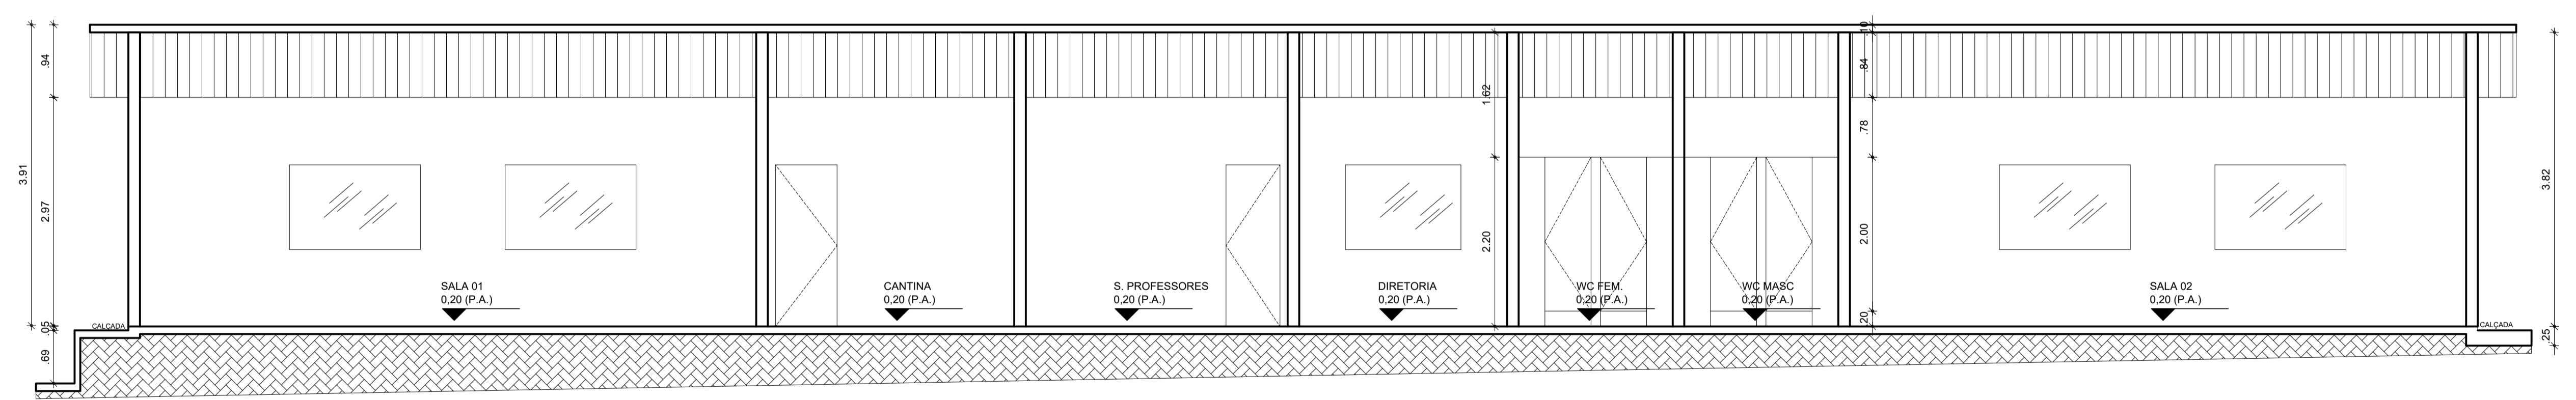 .94
3.91
2.97
.05
.69
CALÇADA
SALA 01
0,20 (P.A.)
CANTINA
0,20 (P.A.)
S. PROFESSORES
0,20 (P.A.)
DIRETORIA
0,20 (P.A.)
1.62
2.20
WC FEM.
0,20 (P.A.)
WC MASC
0,20 (P.A.)
.10
.84
.78
2.00
.20
SALA 02
0,20 (P.A.)
CALÇADA
3.82
.25